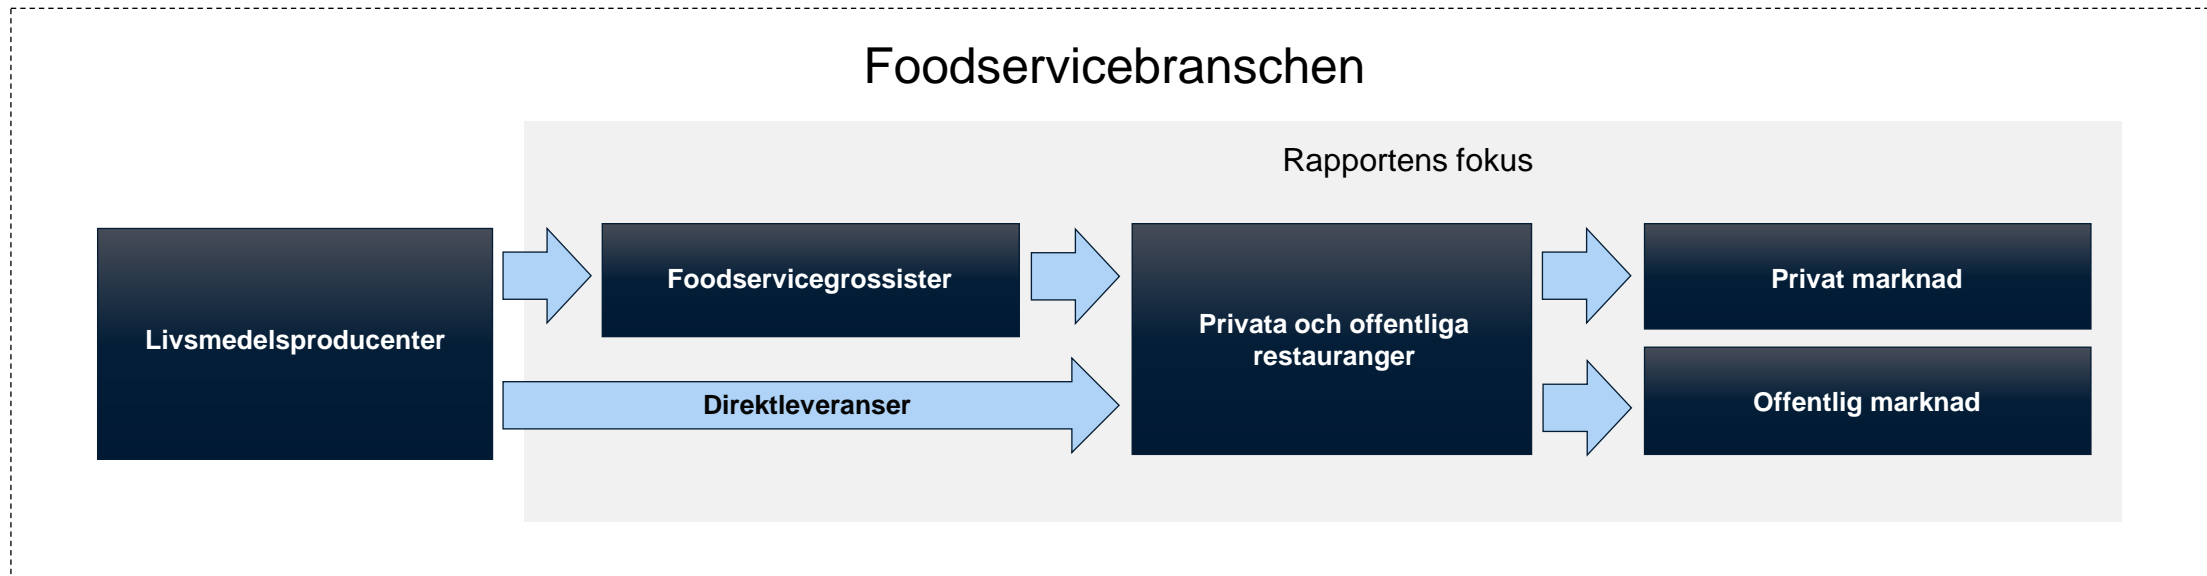 Foodservicebranschen
Rapportens fokus
Livsmedelsproducenter
Foodservicegrossister
Direktleveranser
Privata och offentliga
restauranger
Privat marknad
Offentlig marknad